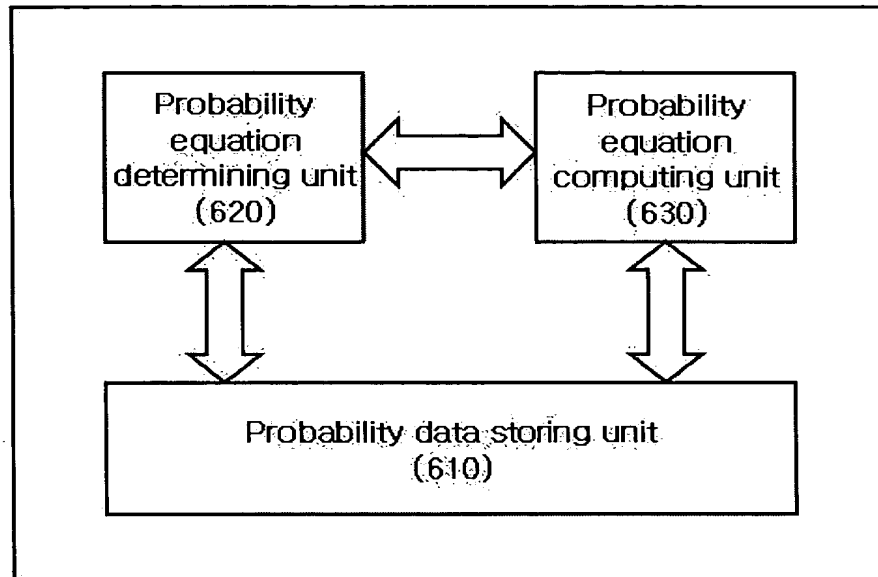 Probability
equation
determining unit
(620)
Probability
equation
computing unit
(630)
Probability data storing unit
(610)